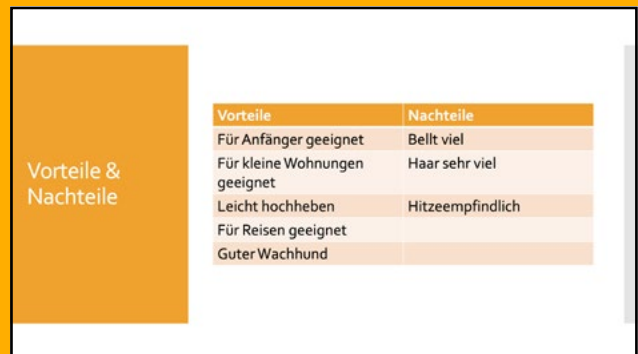 Vorteile &
Nachteile
Vorteile Nachteile
Für Anfänger geeignet Bellt viel
Für kleine Wohnungen Haar sehr viel
geeignet
Leicht hochheben Hitzeempfindlich
Für Reisen geeignet
Guter Wachhund